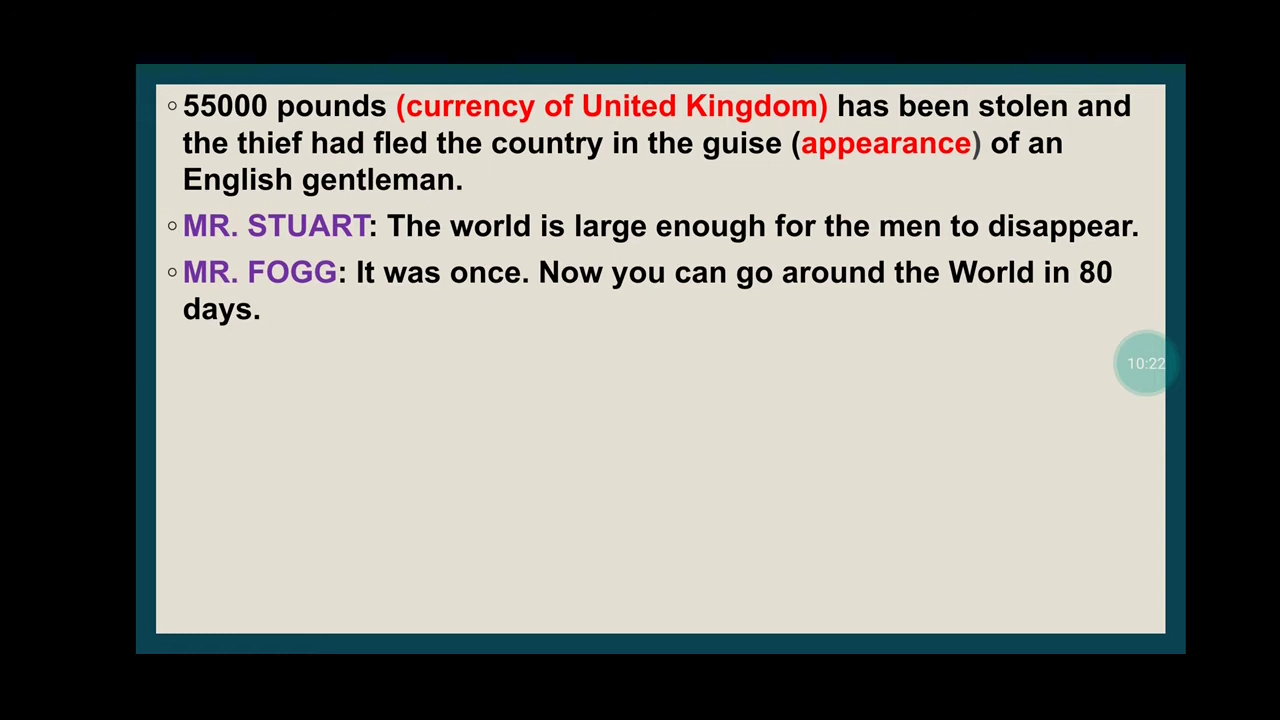 ◦55000 pounds (currency of United Kingdom) has been stolen and
the thief had fled the country in the guise (appearance) of an
English gentleman.
◦MR. STUART: The world is large enough for the men to disappear.
◦MR. FOGG: It was once. Now you can go around the World in 80
days.
10:22